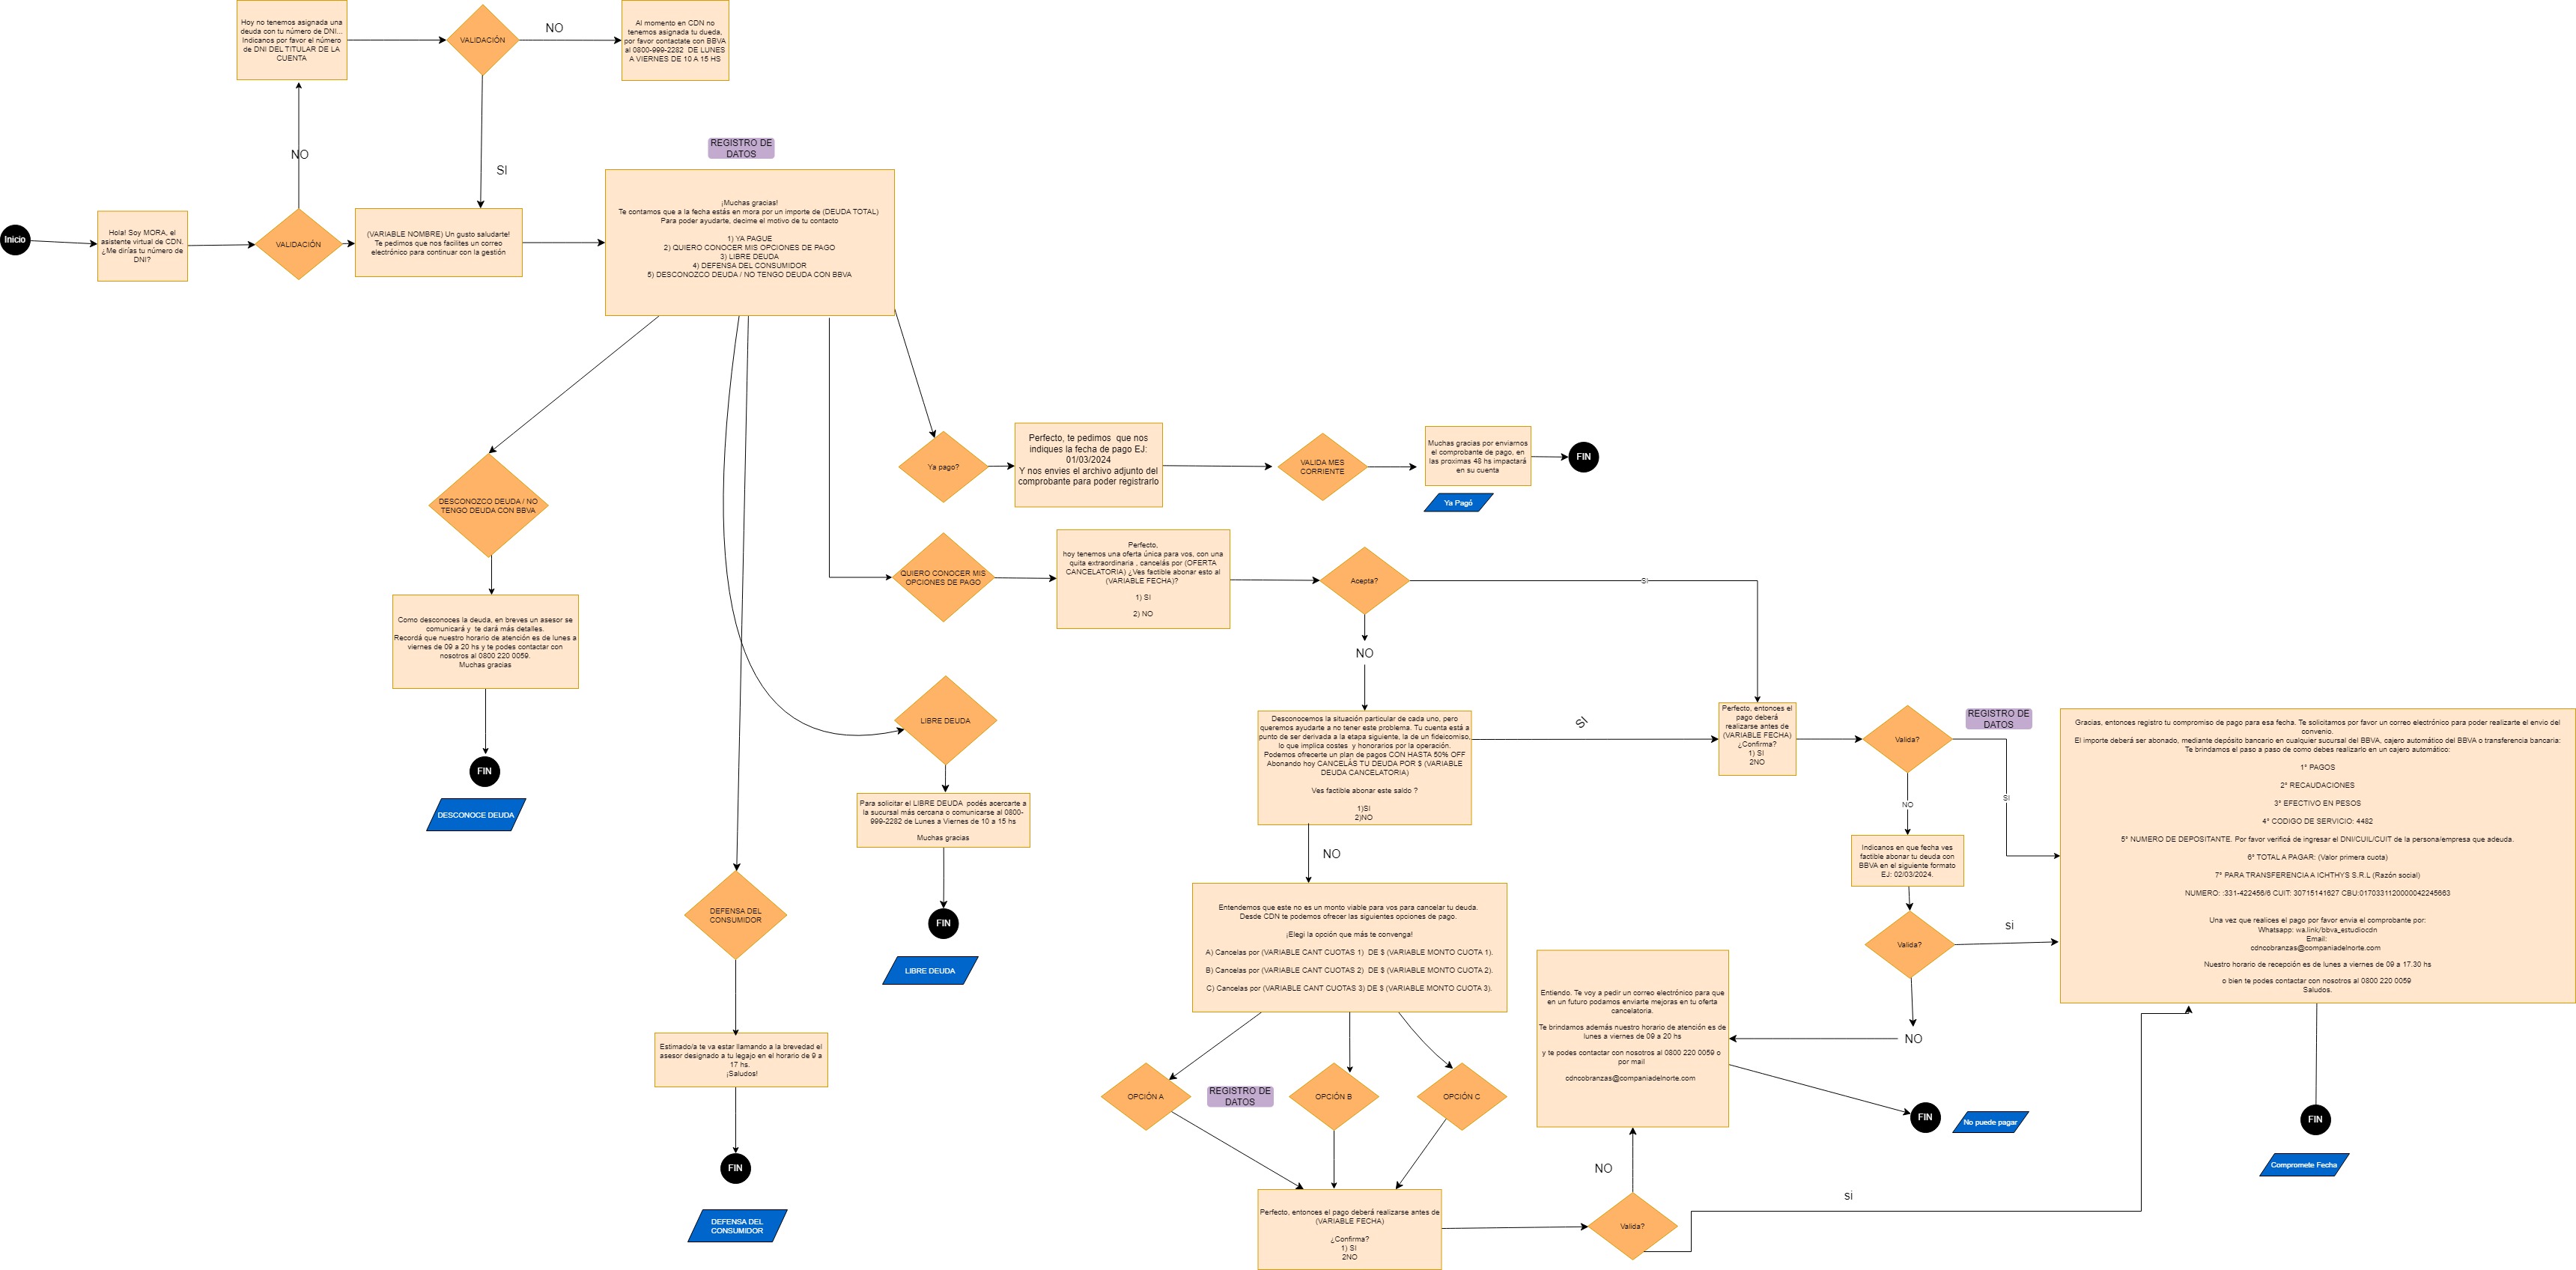 Hoy no tenemos asignada una
deuda con tu número de DNI...
Indicanos por favor el número
de DNI DEL TITULAR DE LA
CUENTA
VALIDACIÓN
NO
Al momento en CDN no
tenemos asignada tu dueda,
por favor contactate con BBVA
al 0800-999-2282 DE LUNES
A VIERNES DE 10 A 15 HS
NO
SI
REGISTRO DE
DATOS
Inicio
Hola! Soy MORA, el
asistente virtual de CDN.
¿Me dirías tu número de
DNI?
VALIDACIÓN
(VARIABLE NOMBRE) Un gusto saludarte!
Te pedimos que nos facilites un correo
electrónico para continuar con la gestión
¡Muchas gracias!
Te contamos que a la fecha estás en mora por un importe de (DEUDA TOTAL)
Para poder ayudarte, decime el motivo de tu contacto
1) YA PAGUE
2) QUIERO CONOCER MIS OPCIONES DE PAGO
3) LIBRE DEUDA
4) DEFENSA DEL CONSUMIDOR
5) DESCONOZCO DEUDA / NO TENGO DEUDA CON BBVA
Ya pago?
Perfecto, te pedimos que nos
indiques la fecha de pago EJ:
01/03/2024
Y nos envies el archivo adjunto del
comprobante para poder registrarlo
VALIDA MES
CORRIENTE
Muchas gracias por enviarnos
el comprobante de pago, en
las proximas 48 hs impactará
en su cuenta
FIN
Ya Pagó
DESCONOZCO DEUDA / NO
TENGO DEUDA CON BBVA
Como desconoces la deuda, en breves un asesor se
comunicará y te dará más detalles.
Recordá que nuestro horario de atención es de lunes a
viernes de 09 a 20 hs y te podes contactar con
nosotros al 0800 220 0059.
Muchas gracias
FIN
DESCONOCE DEUDA
QUIERO CONOCER MIS
OPCIONES DE PAGO
Perfecto,
hoy tenemos una oferta única para vos, con una
quita extraordinaria , cancelás por (OFERTA
CANCELATORIA) ¿Ves factible abonar esto al
(VARIABLE FECHA)?
1) SI
2) NO
Acepta?
SI
NO
LIBRE DEUDA
Para solicitar el LIBRE DEUDA podés acercarte a
la sucursal más cercana o comunicarse al 0800-
999-2282 de Lunes a Viernes de 10 a 15 hs
Muchas gracias
FIN
LIBRE DEUDA
DEFENSA DEL
CONSUMIDOR
Estimado/a te va estar llamando a la brevedad el
asesor designado a tu legajo en el horario de 9 a
17 hs.
¡Saludos!
FIN
DEFENSA DEL
CONSUMIDOR
Desconocemos la situación particular de cada uno, pero
queremos ayudarte a no tener este problema. Tu cuenta está a
punto de ser derivada a la etapa siguiente, la de un fideicomiso,
lo que implica costes y honorarios por la operación.
Podemos ofrecerte un plan de pagos CON HASTA 50% OFF
Abonando hoy CANCELÁS TU DEUDA POR $ (VARIABLE
DEUDA CANCELATORIA)
Ves factible abonar este saldo ?
1)SI
2)NO
SI
NO
Perfecto, entonces el
pago deberá
realizarse antes de
(VARIABLE FECHA)
¿Confirma?
1) SI
2NO
Valida?
REGISTRO DE
DATOS
SI
NO
Indicanos en que fecha ves
factible abonar tu deuda con
BBVA en el siguiente formato
EJ: 02/03/2024.
Valida?
si
NO
Gracias, entonces registro tu compromiso de pago para esa fecha. Te solicitamos por favor un correo electrónico para poder realizarte el envio del
convenio.
El importe deberá ser abonado, mediante depósito bancario en cualquier sucursal del BBVA, cajero automático del BBVA o transferencia bancaria:
Te brindamos el paso a paso de como debes realizarlo en un cajero automático:
1° PAGOS
2° RECAUDACIONES
3° EFECTIVO EN PESOS
4° CODIGO DE SERVICIO: 4482
5° NUMERO DE DEPOSITANTE. Por favor verificá de ingresar el DNI/CUIL/CUIT de la persona/empresa que adeuda.
6° TOTAL A PAGAR: (Valor primera cuota)
7° PARA TRANSFERENCIA A ICHTHYS S.R.L (Razón social)
NUMERO: :331-422456/6 CUIT: 30715141627 CBU:0170331120000042245663
Una vez que realices el pago por favor envia el comprobante por:
Whatsapp: wa.link/bbva_estudiocdn
Email:
cdncobranzas@companiadelnorte.com
Nuestro horario de recepción es de lunes a viernes de 09 a 17.30 hs
o bien te podes contactar con nosotros al 0800 220 0059
Saludos.
FIN
Compromete Fecha
Entendemos que este no es un monto viable para vos para cancelar tu deuda.
Desde CDN te podemos ofrecer las siguientes opciones de pago.
¡Elegi la opción que más te convenga!
A) Cancelas por (VARIABLE CANT CUOTAS 1) DE $ (VARIABLE MONTO CUOTA 1).
B) Cancelas por (VARIABLE CANT CUOTAS 2) DE $ (VARIABLE MONTO CUOTA 2).
C) Cancelas por (VARIABLE CANT CUOTAS 3) DE $ (VARIABLE MONTO CUOTA 3).
OPCIÓN A
REGISTRO DE
DATOS
OPCIÓN B
OPCIÓN C
Entiendo. Te voy a pedir un correo electrónico para que
en un futuro podamos enviarte mejoras en tu oferta
cancelatoria.
Te brindamos además nuestro horario de atención es de
lunes a viernes de 09 a 20 hs
y te podes contactar con nosotros al 0800 220 0059 o
por mail
cdncobranzas@companiadelnorte.com
FIN
No puede pagar
NO
Perfecto, entonces el pago deberá realizarse antes de
(VARIABLE FECHA)
¿Confirma?
1) SI
2NO
Valida?
si